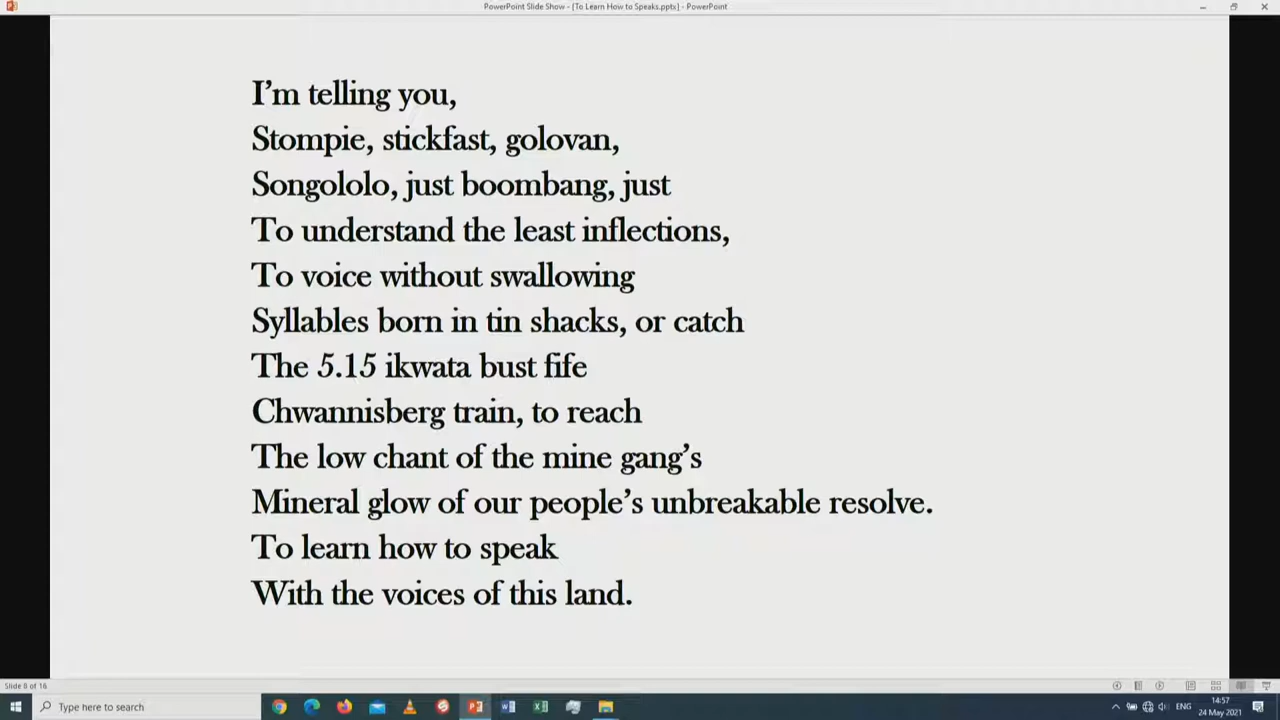 PowerPoint Slide Show - [To Learn How to Speaks.pptx] - PowerPoint
I'm telling you,
Stompie, stickfast, golovan,
Songololo, just boombang, just
To understand the least inflections,
To voice without swallowing
Syllables born in tin shacks, or catch
The 5.15 ikwata bust fife
Chwannisberg train, to reach
The low chant of the mine gang's
Mineral glow of our people's unbreakable resolve.
To learn how to speak
With the voices of this land.
Slide 8 of 16
Type here to search
ENG
14:57
24 May 2021